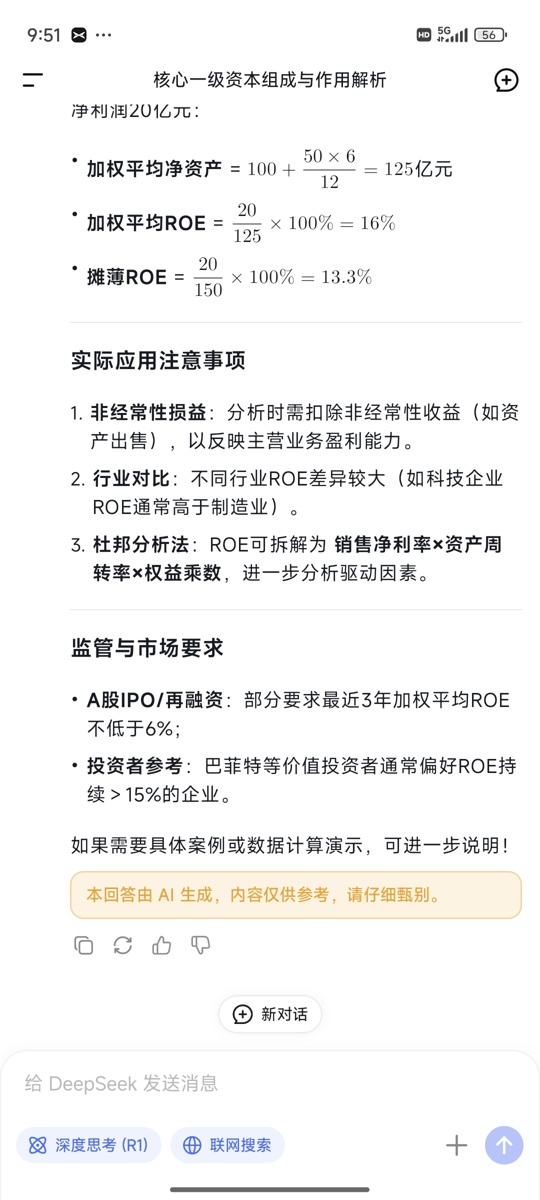 9:51 ··· HD 5G 56
核心一级资本组成与作用解析
净利润20亿元：
• 加权平均净资产 = 100 + \frac{50 × 6}{12} = 125亿元
• 加权平均ROE = \frac{20}{125} × 100% = 16%
• 摊薄ROE = \frac{20}{150} × 100% = 13.3%
实际应用注意事项
1. 非经常性损益：分析时需扣除非经常性收益（如资
产出售），以反映主营业务盈利能力。
2. 行业对比：不同行业ROE差异较大（如科技企业
ROE通常高于制造业）。
3. 杜邦分析法：ROE可拆解为 销售净利率×资产周
转率×权益乘数，进一步分析驱动因素。
监管与市场要求
• A股IPO/再融资：部分要求最近3年加权平均ROE
不低于6%；
• 投资者参考：巴菲特等价值投资者通常偏好ROE持
续 > 15%的企业。
如果需要具体案例或数据计算演示，可进一步说明！
本回答由 AI 生成，内容仅供参考，请仔细甄别。
新对话
给 DeepSeek 发送消息
深度思考 (R1) 联网搜索